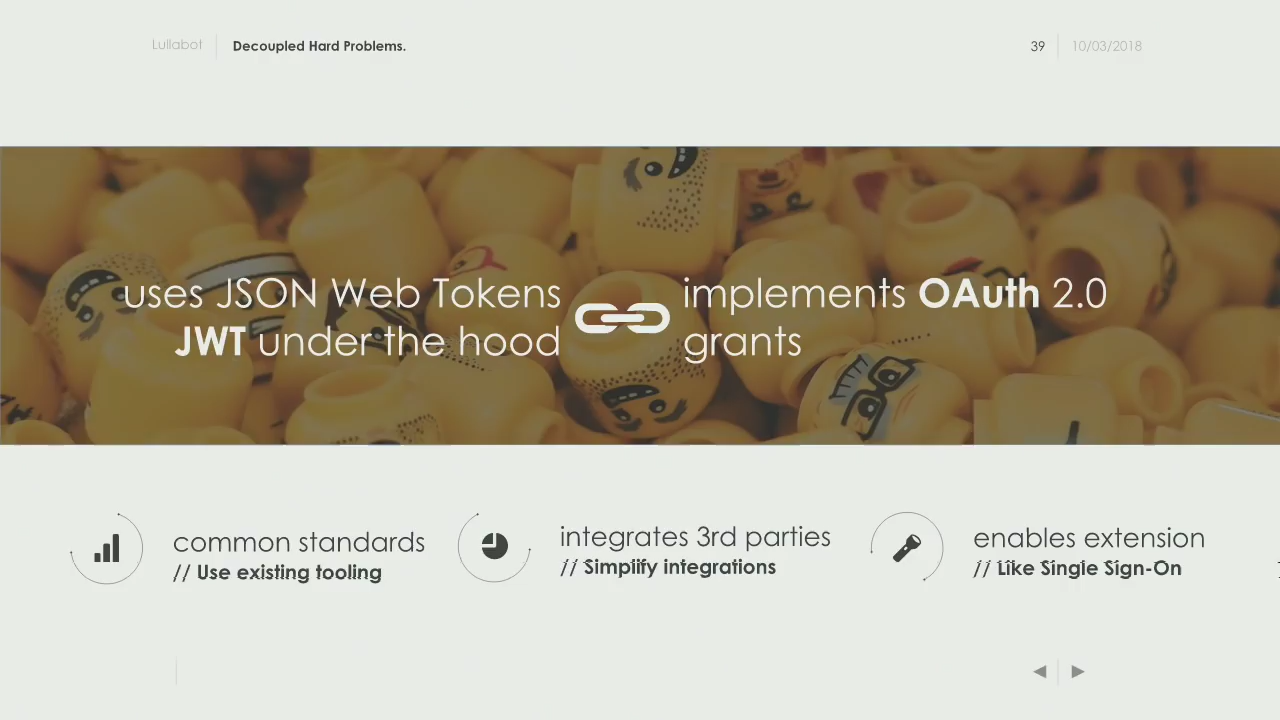 Lullabot
Decoupled Hard Problems.
39
10/03/2018
uses JSON Web Tokens
JWT under the hood
implements OAuth 2.0
grants
common standards
// Use existing tooling
integrates 3rd parties
// Simplify integrations
enables extension
// Like Single Sign-On